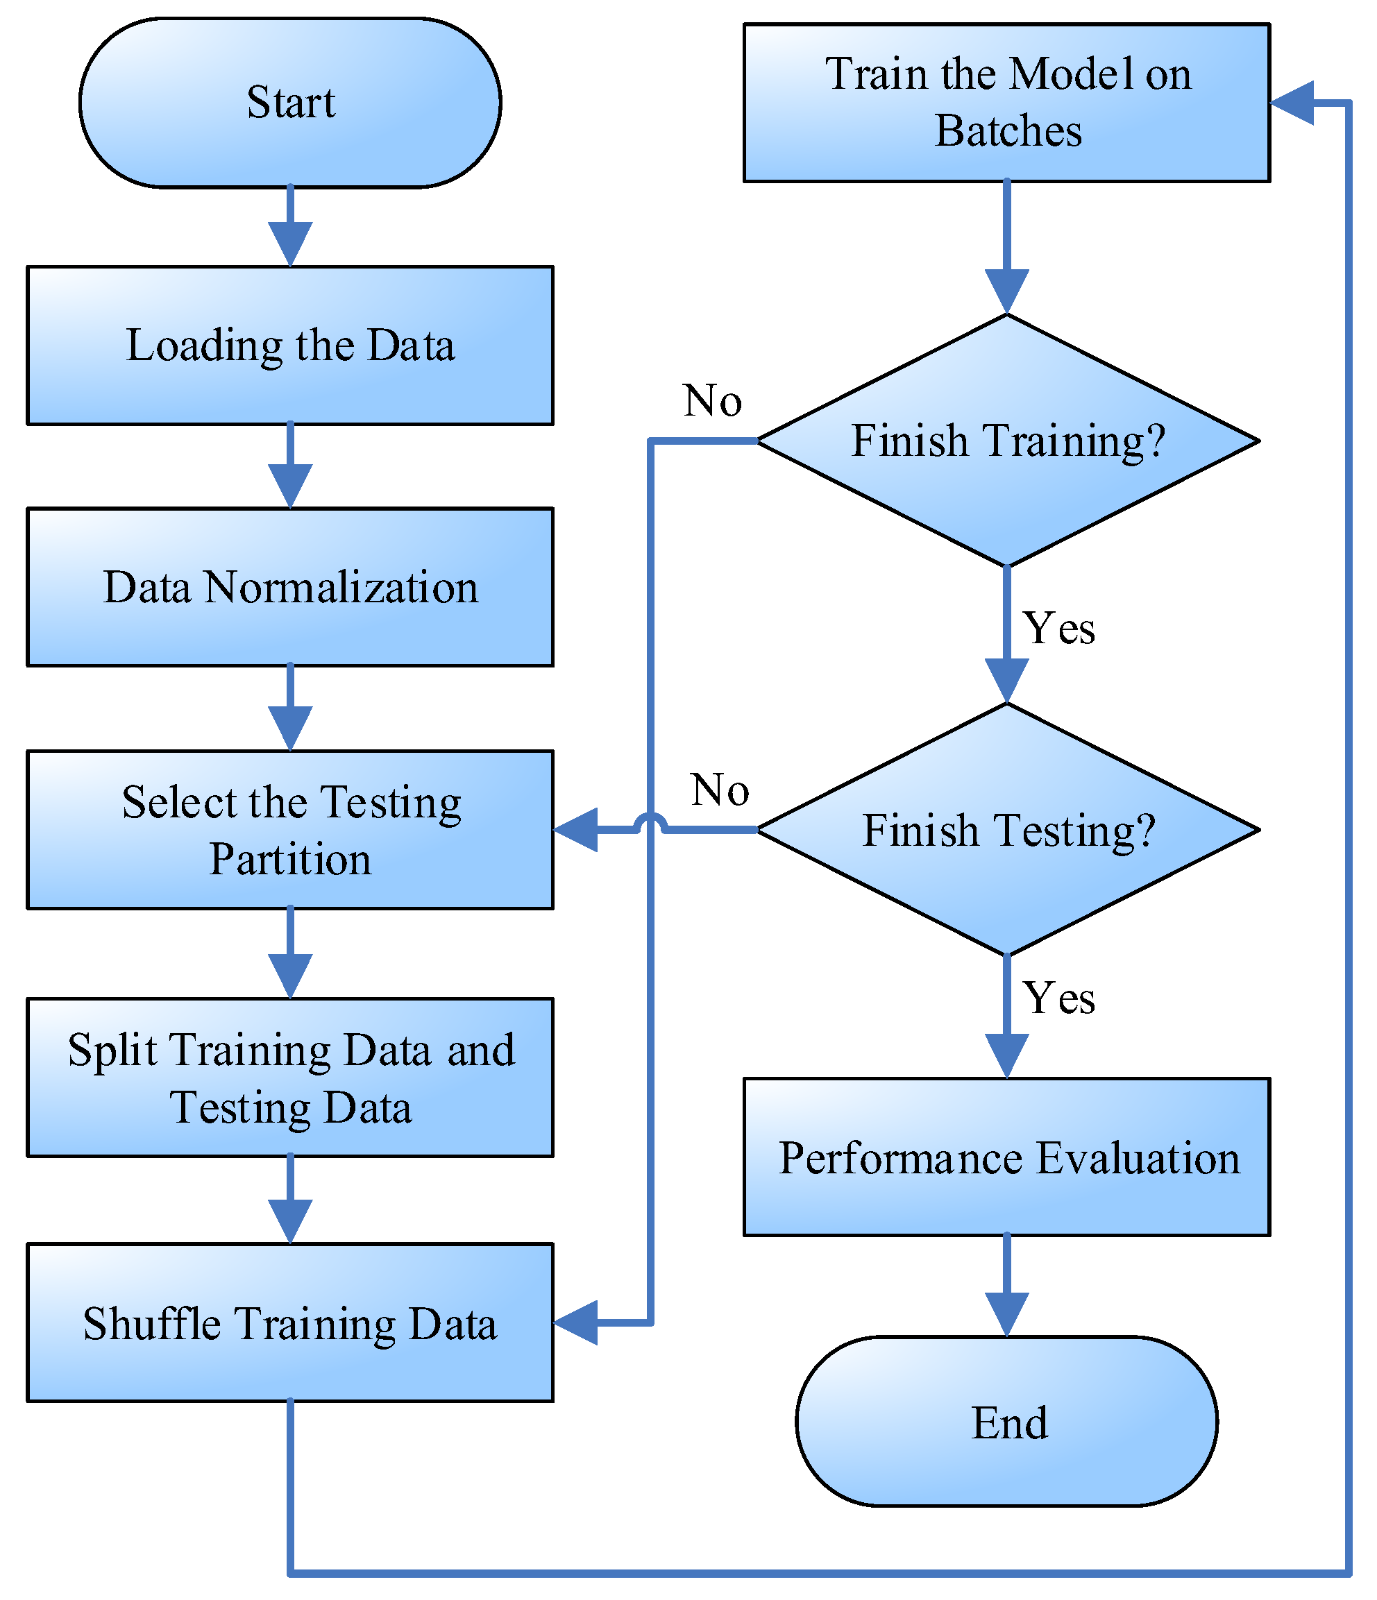 Start
Loading the Data
Data Normalization
Select the Testing
Partition
Split Training Data and
Testing Data
Shuffle Training Data
Train the Model on
Batches
Finish Training?
No
Yes
Finish Testing?
No
Yes
Performance Evaluation
End